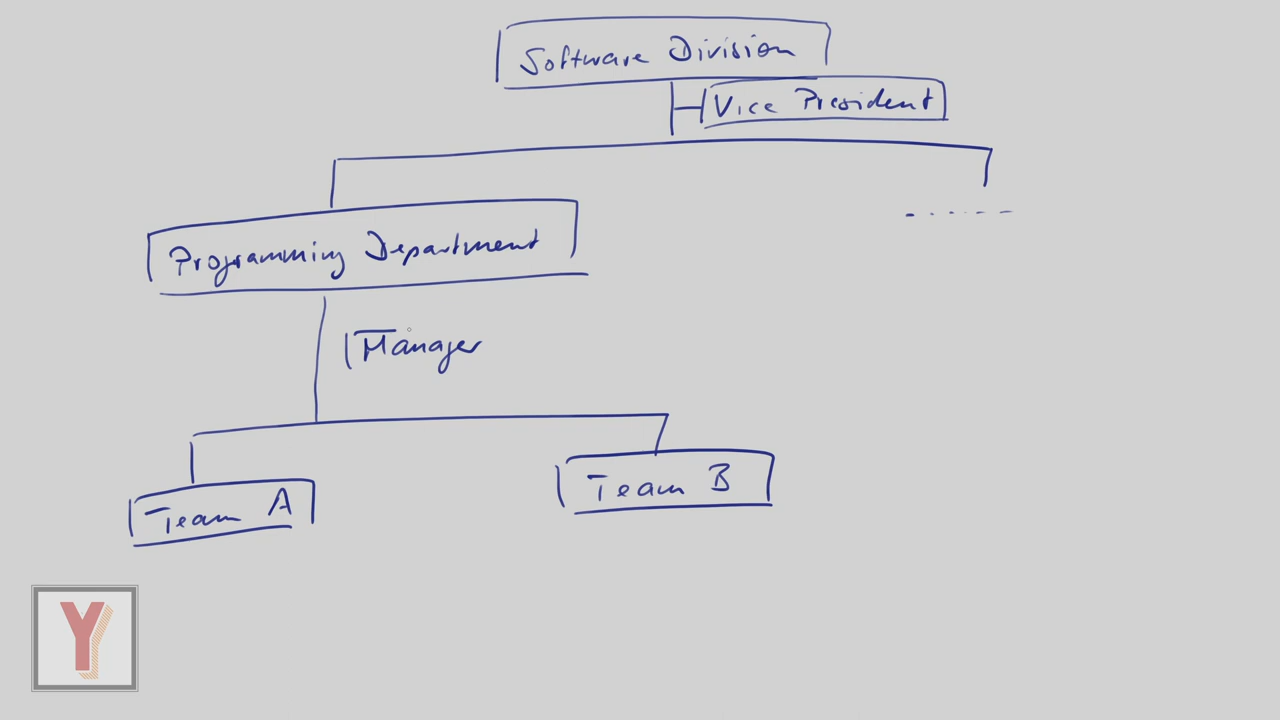 Software Division
Vice President
Programming Department
Manager
Team A
Team B
Y